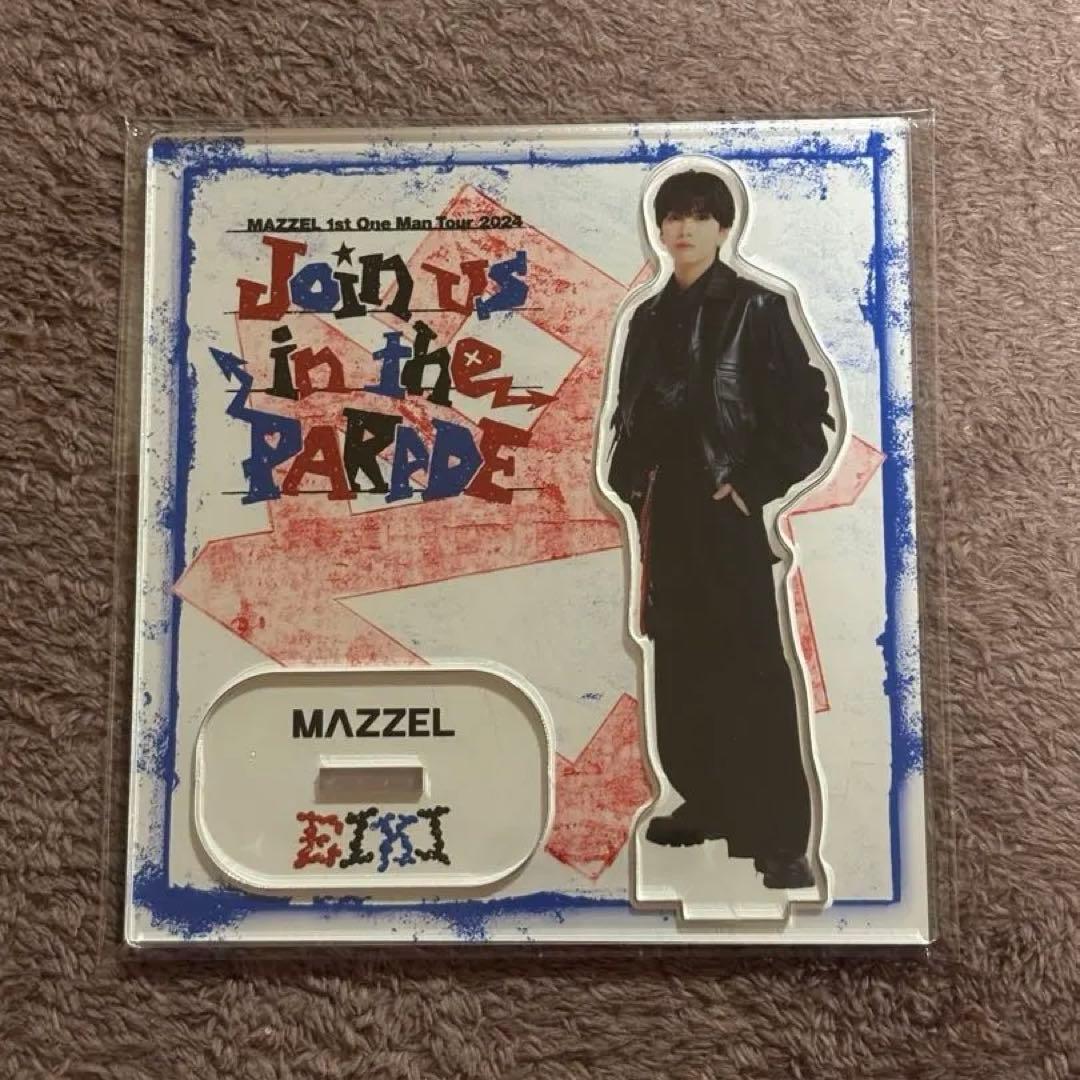 MAZZEL 1st One Man Tour 2024
Join us
in the
PARADE
MAZZEL
EIKI